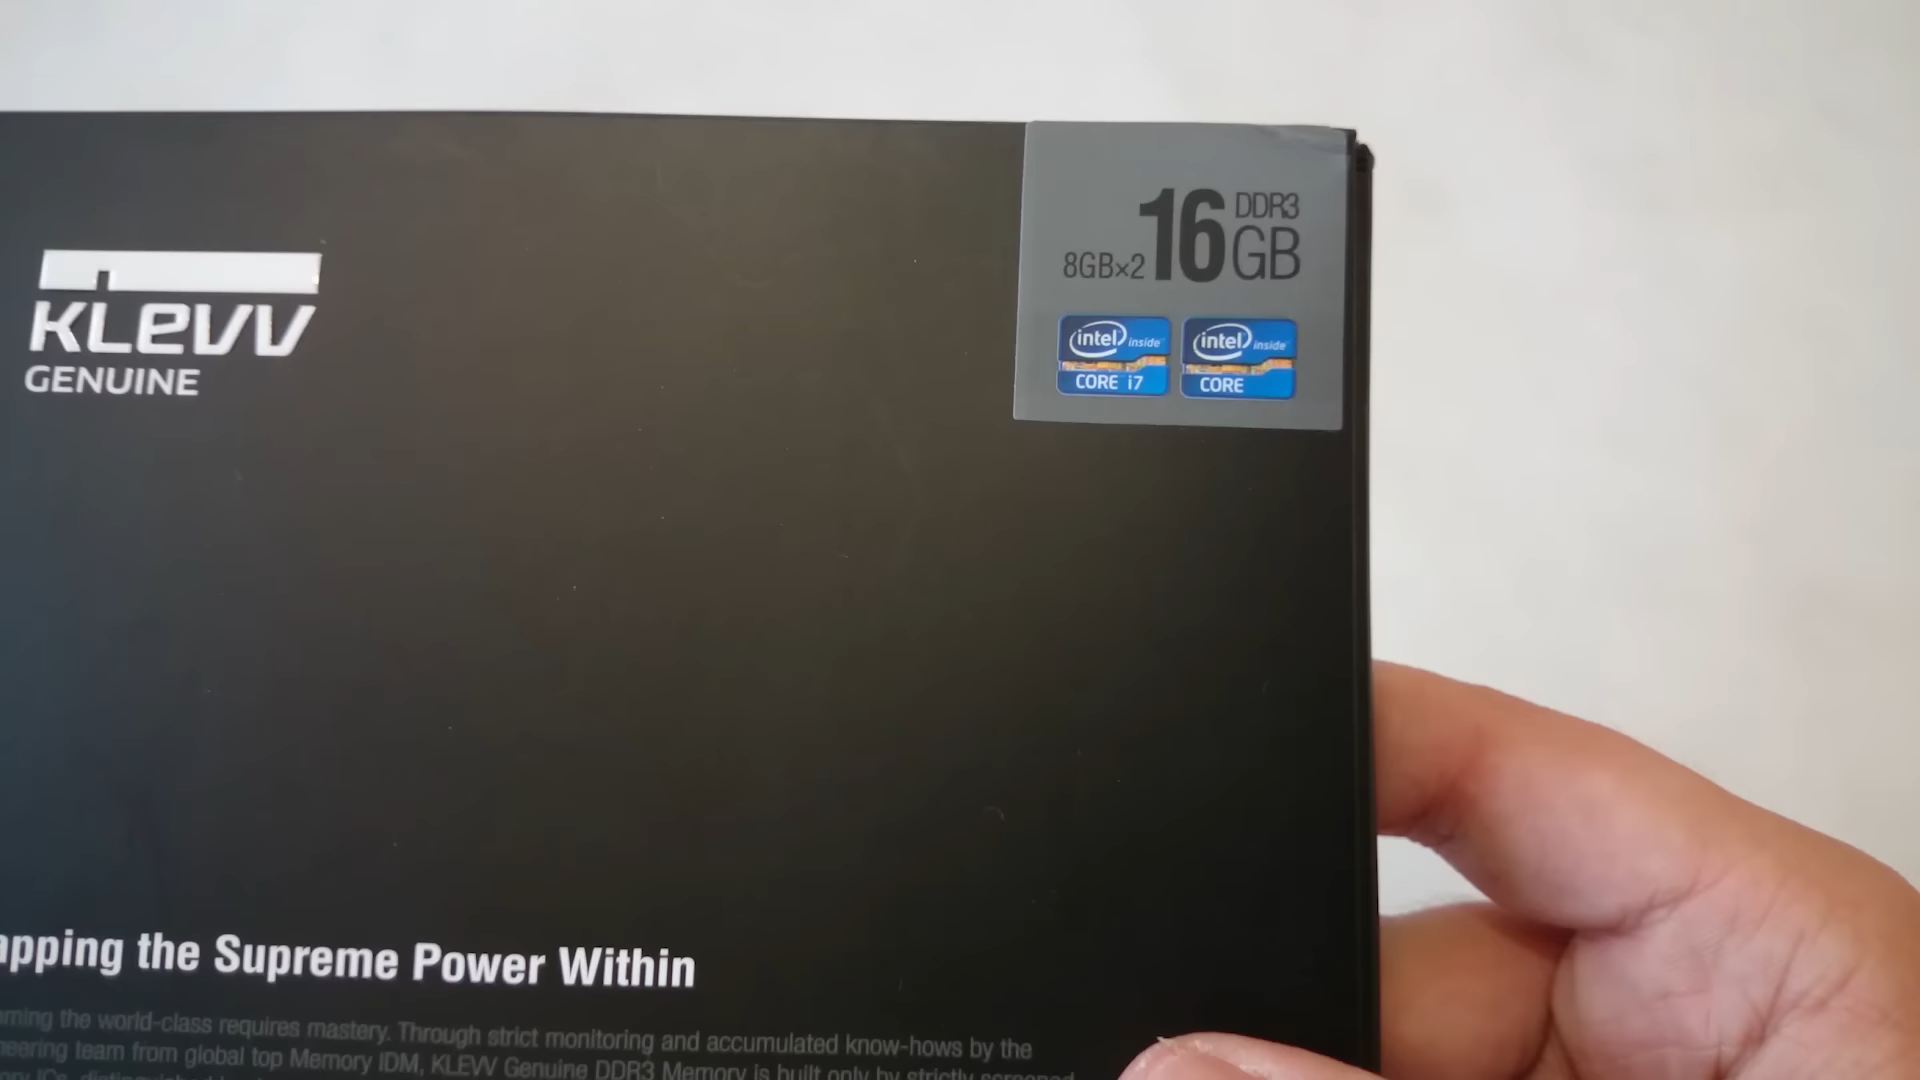 KLEVV
GENUINE
DDR3
8GB×2 16 GB
intel inside
CORE i7
intel inside
CORE
apping the Supreme Power Within
the world-class requires mastery. Through strict monitoring and accumulated know-hows by the
team from global top Memory IDM, KLEVV Genuine DDR3 Memory is built only by strictly screened